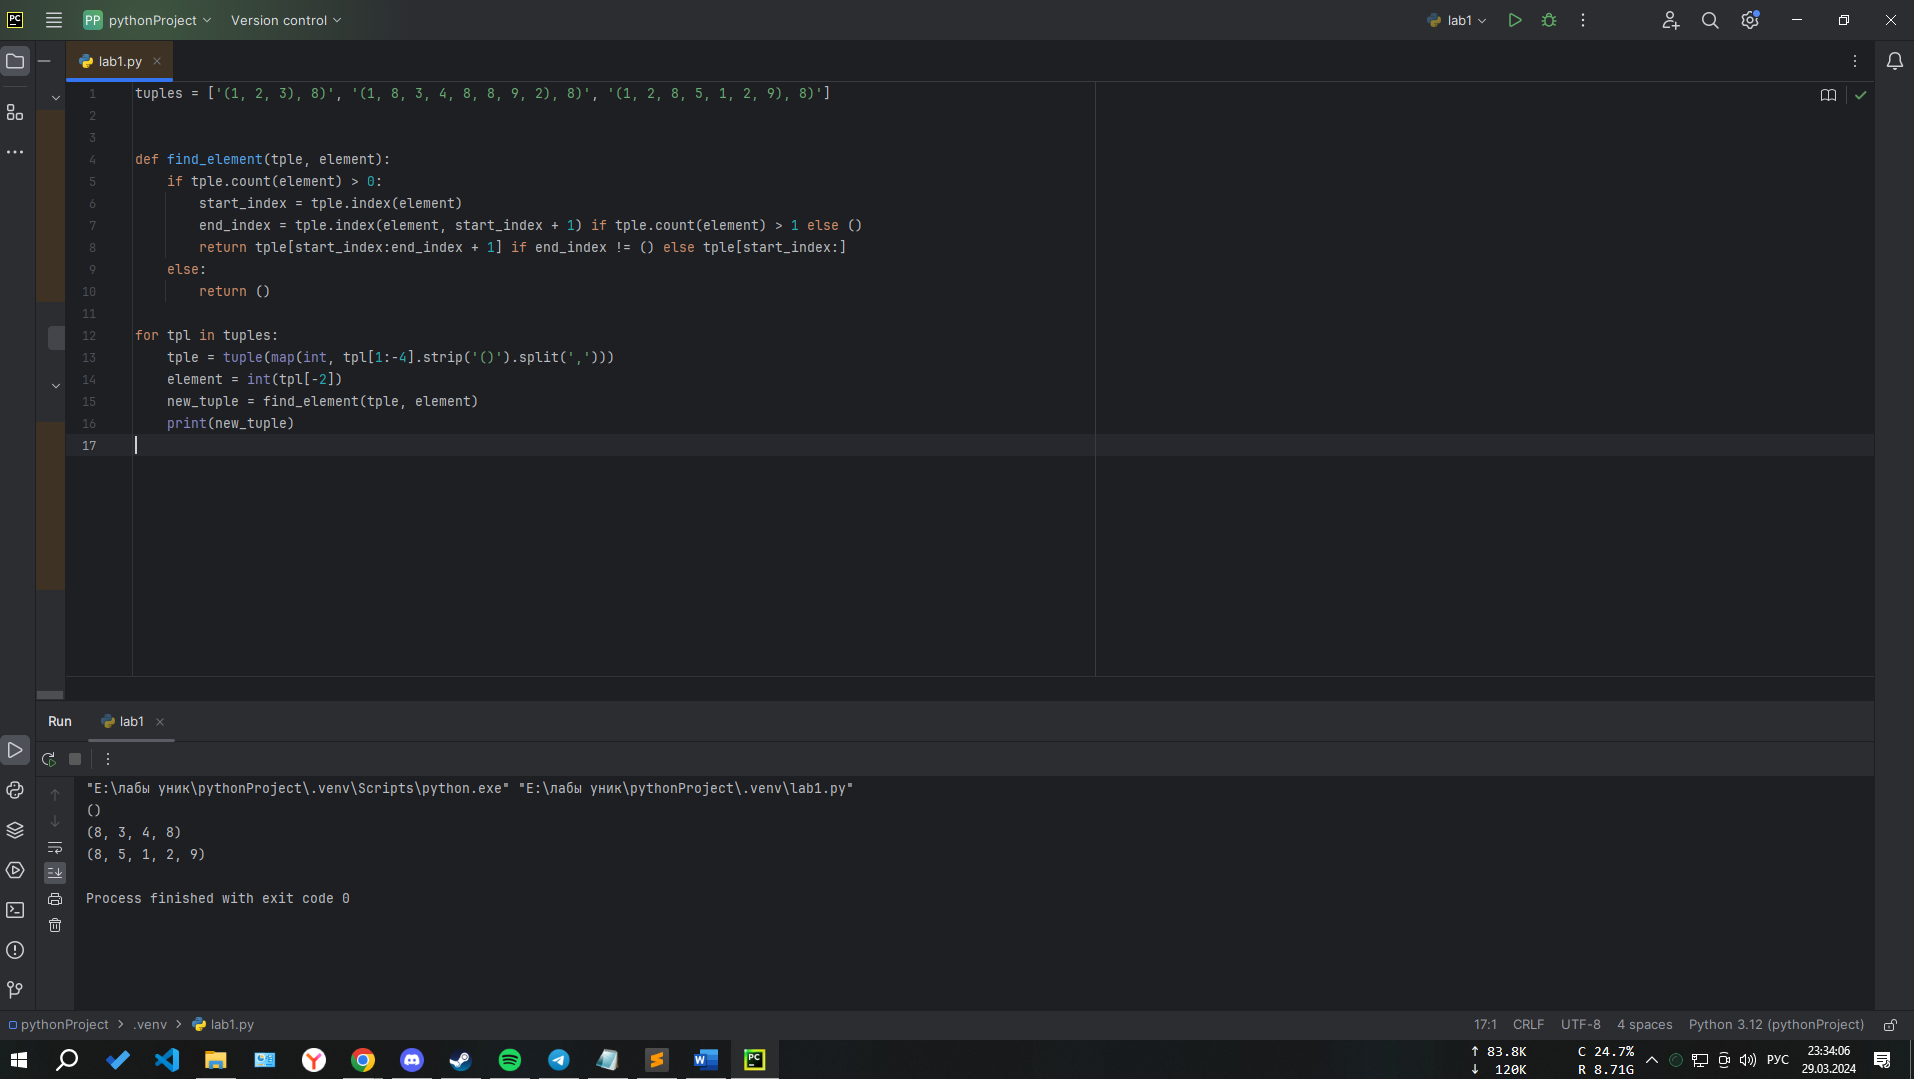 PC PP pythonProject Version control lab1
lab1.py
1 tuples = ['(1, 2, 3), 8)', '(1, 8, 3, 4, 8, 8, 9, 2), 8)', '(1, 2, 8, 5, 1, 2, 9), 8)']
2
3
4 def find_element(tple, element):
5 if tple.count(element) > 0:
6 start_index = tple.index(element)
7 end_index = tple.index(element, start_index + 1) if tple.count(element) > 1 else ()
8 return tple[start_index:end_index + 1] if end_index != () else tple[start_index:]
9 else:
10 return ()
11
12 for tpl in tuples:
13 tple = tuple(map(int, tpl[1:-4].strip('()').split(',')))
14 element = int(tpl[-2])
15 new_tuple = find_element(tple, element)
16 print(new_tuple)
17
Run lab1
"E:\лабы уник\pythonProject\.venv\Scripts\python.exe" "E:\лабы уник\pythonProject\.venv\lab1.py"
()
(8, 3, 4, 8)
(8, 5, 1, 2, 9)
Process finished with exit code 0
pythonProject > .venv > lab1.py 17:1 CRLF UTF-8 4 spaces Python 3.12 (pythonProject)
↑ 83.8K C 24.7% 23:34:06
↓ 120K R 8.71G РУС 29.03.2024